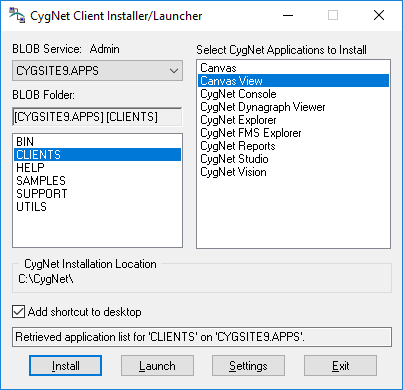 CygNet Client Installer/Launcher
BLOB Service: Admin
CYGSITE9.APPS
BLOB Folder:
[CYGSITE9.APPS] [CLIENTS]
BIN
CLIENTS
HELP
SAMPLES
SUPPORT
UTILS
Select CygNet Applications to Install
Canvas
Canvas View
CygNet Console
CygNet Dynagraph Viewer
CygNet Explorer
CygNet FMS Explorer
CygNet Reports
CygNet Studio
CygNet Vision
CygNet Installation Location
C:\CygNet\
Add shortcut to desktop
Retrieved application list for 'CLIENTS' on 'CYGSITE9.APPS'.
Install Launch Settings Exit